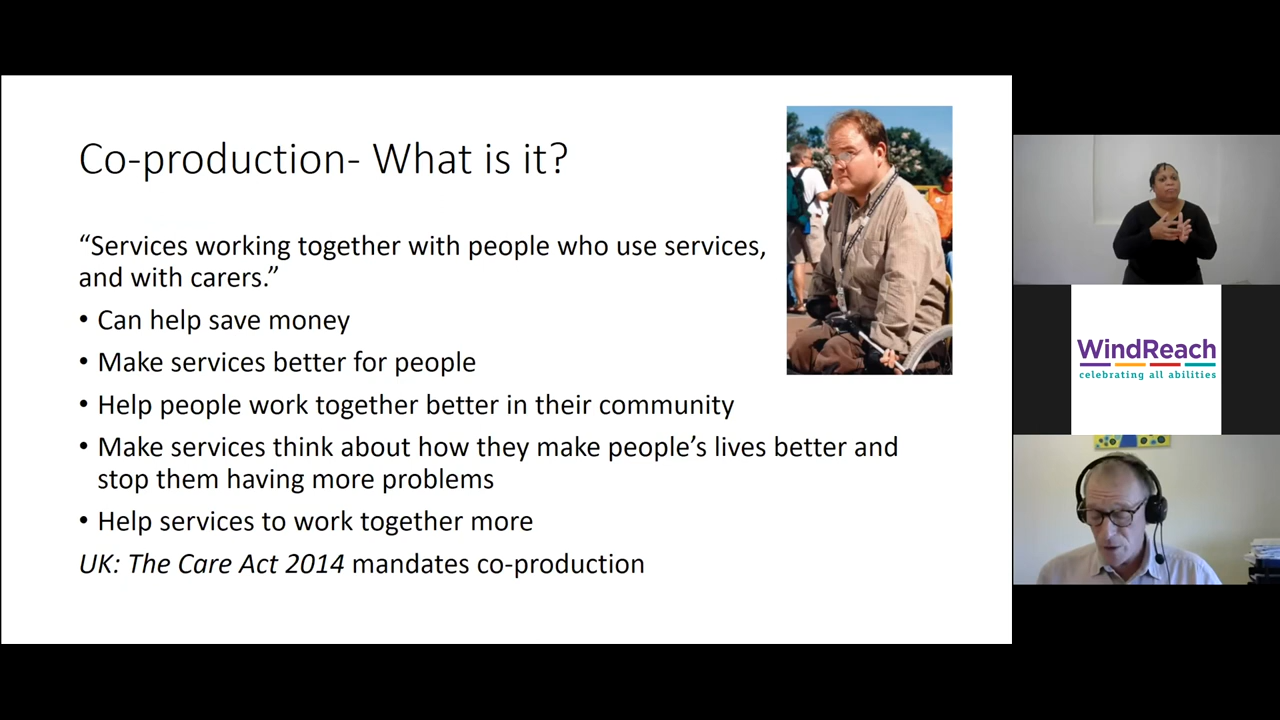 Co-production- What is it?
“Services working together with people who use services,
and with carers.”
• Can help save money
• Make services better for people
• Help people work together better in their community
• Make services think about how they make people’s lives better and
stop them having more problems
• Help services to work together more
UK: The Care Act 2014 mandates co-production
WindReach
celebrating all abilities